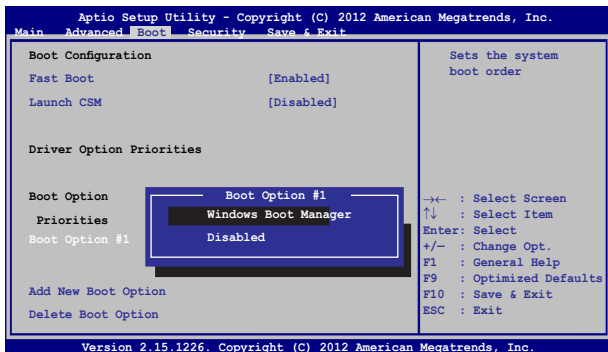 Aptio Setup Utility - Copyright (C) 2012 American Megatrends, Inc.
Main Advanced Boot Security Save & Exit
Boot Configuration
Fast Boot [Enabled]
Launch CSM [Disabled]
Driver Option Priorities
Boot Option
Priorities
Boot Option #1
Boot Option #1
Windows Boot Manager
Disabled
Add New Boot Option
Delete Boot Option
Sets the system
boot order
→← : Select Screen
↑↓ : Select Item
Enter: Select
+/— : Change Opt.
F1 : General Help
F9 : Optimized Defaults
F10 : Save & Exit
ESC : Exit
Version 2.15.1226. Copyright (C) 2012 American Megatrends, Inc.